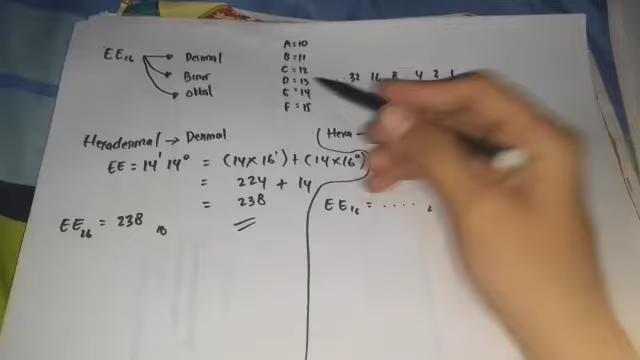 EE16 Desimal
Biner
Oktal
A=10
B=11
C=12
D=13
E=14
F=15
32 16 8 4 2 1
Hexadesimal → Desimal
EE = 14¹ 14⁰ = (14×16¹) + (14×16⁰)
= 224 + 14
= 238
EE16 = 238 10
(Hexa -
EE16 = ..... 2